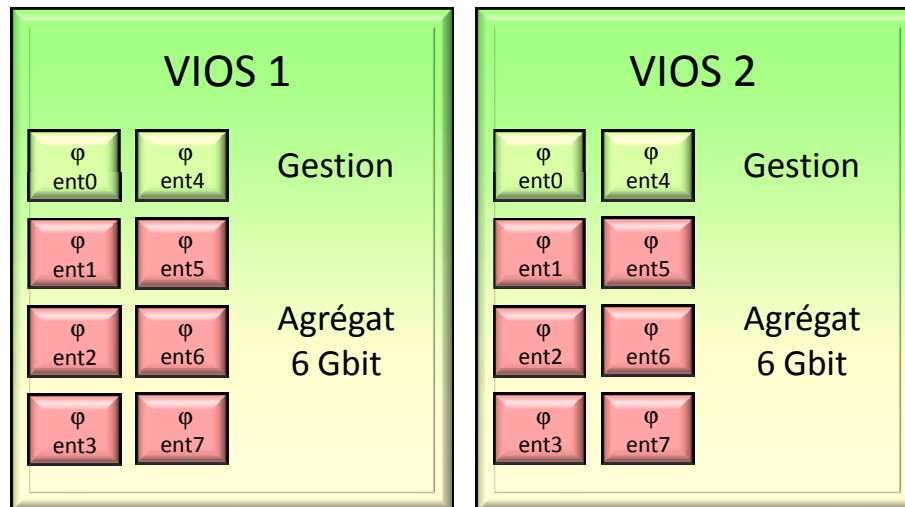 VIOS 1
φ
ent0
φ
ent4
Gestion
φ
ent1
φ
ent5
φ
ent2
φ
ent6
Agrégat
6 Gbit
φ
ent3
φ
ent7
VIOS 2
φ
ent0
φ
ent4
Gestion
φ
ent1
φ
ent5
φ
ent2
φ
ent6
Agrégat
6 Gbit
φ
ent3
φ
ent7